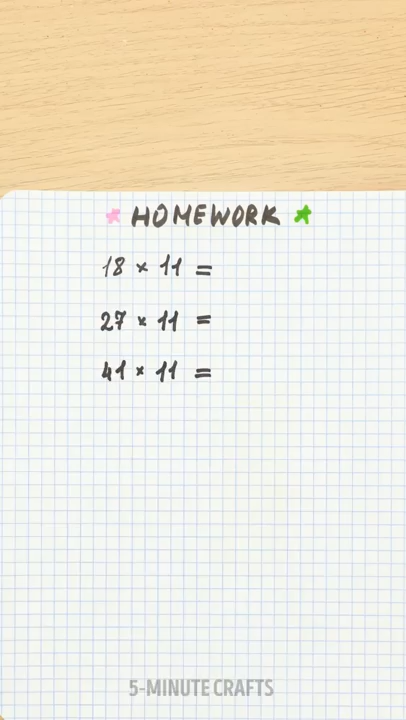 HOMEWORK
18 × 11 =
27 × 11 =
41 × 11 =
5-MINUTE CRAFTS